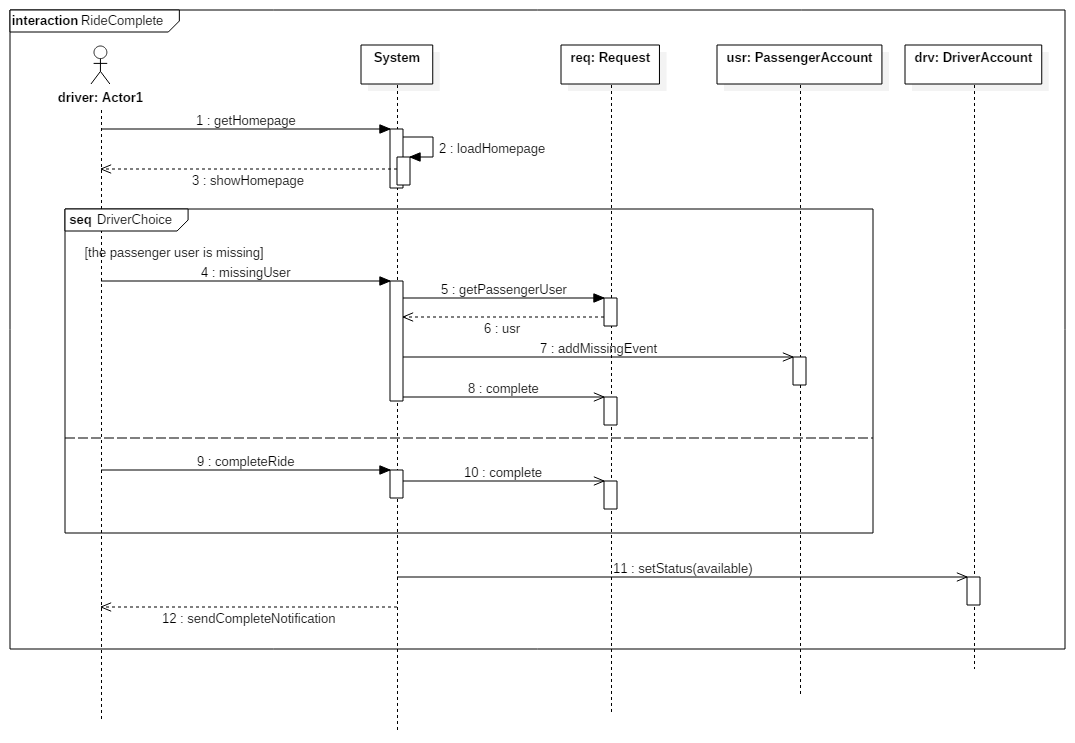 interaction RideComplete
System
req: Request
usr: PassengerAccount
drv: DriverAccount
driver: Actor1
1 : getHomepage
2 : loadHomepage
3 : showHomepage
seq DriverChoice
[the passenger user is missing]
4 : missingUser
5 : getPassengerUser
6 : usr
7 : addMissingEvent
8 : complete
9 : completeRide
10 : complete
11 : setStatus(available)
12 : sendCompleteNotification